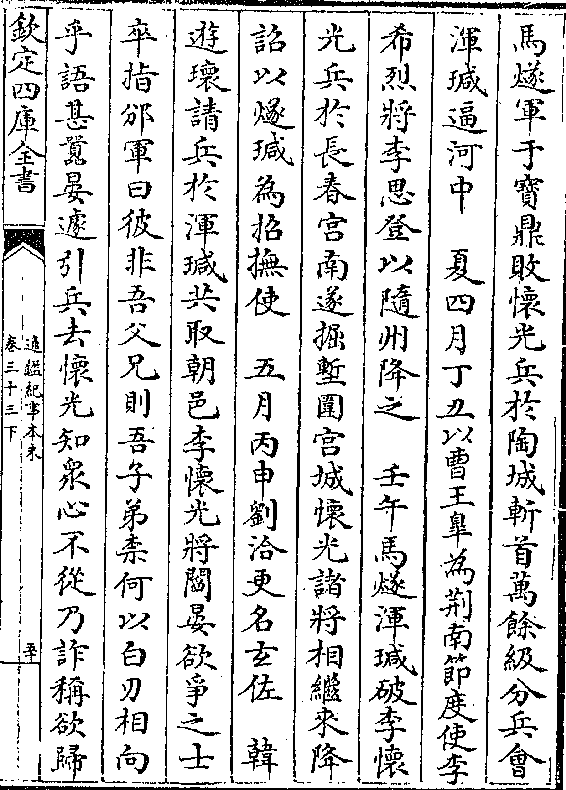 馬燧軍于寶鼎敗懷光兵於陶城斬首萬餘級分兵會
渾瑊逼河中　夏四月丁丑以曹王臯為荆南節度使李
希烈將李思登以隨州降之　壬午馬燧渾瑊破李懷
光兵於長春宫南遂掘塹圍宫城懷光諸將相繼來降
詔以燧瑊為招撫使　五月丙申劉洽更名玄佐　韓
遊瓌請兵於渾瑊共取朝邑李懷光將閻晏欲爭之士
卒指邠軍曰彼非吾父兄則吾子弟柰何以白刃相向
乎語甚囂晏遽引兵去懷光知衆心不從乃詐稱欲歸
欽定四庫全書
通鑑紀事本末
卷三十三下